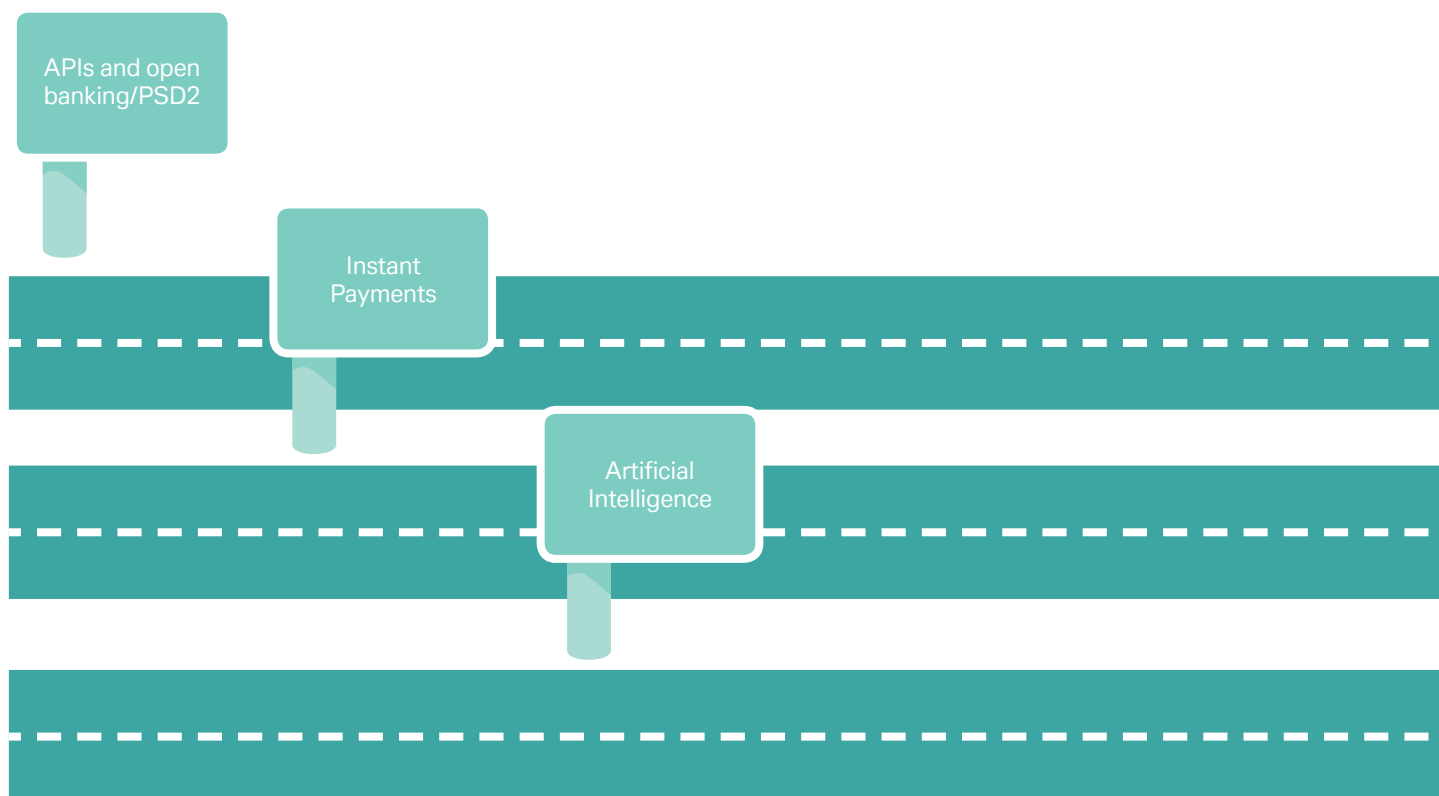 APIs and open
banking/PSD2
Instant
Payments
Artificial
Intelligence